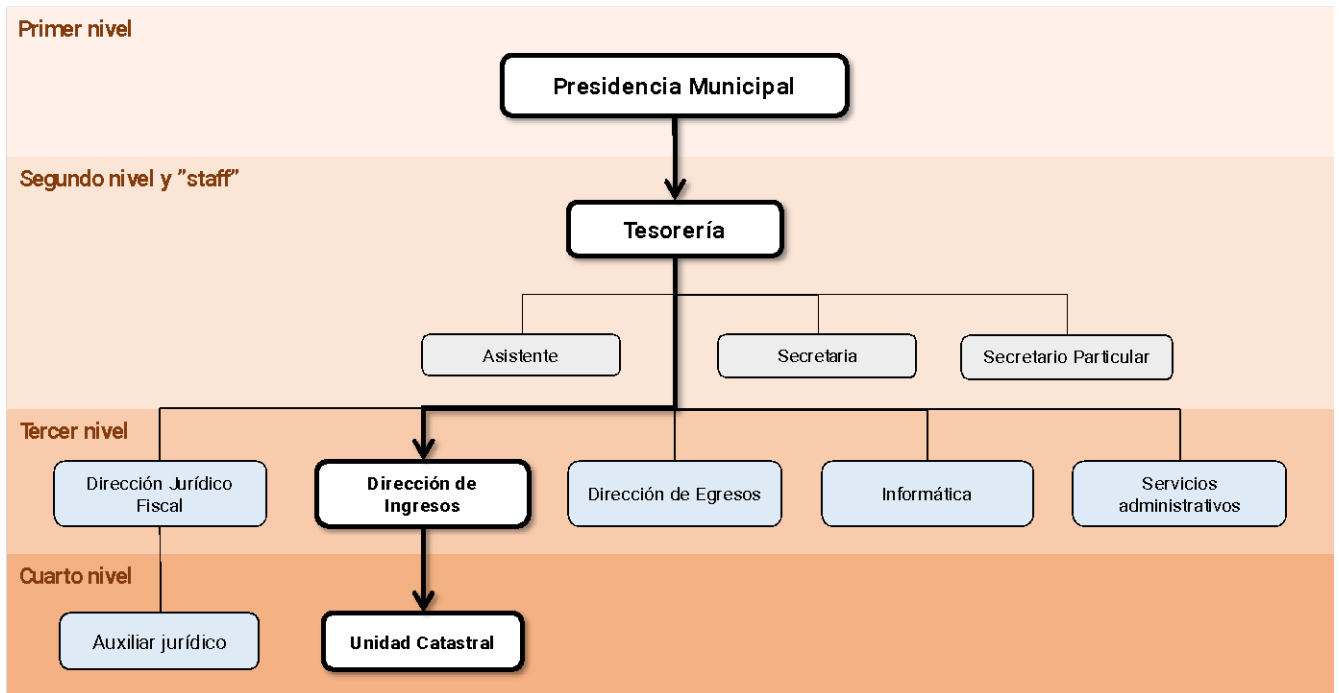 Primer nivel
Presidencia Municipal
Segundo nivel y ”staff”
Tesorería
Asistente
Secretaria
Secretario Particular
Tercer nivel
Dirección Jurídico
Fiscal
Dirección de
Ingresos
Dirección de Egresos
Informática
Servicios
administrativos
Cuarto nivel
Auxiliar jurídico
Unidad Catastral